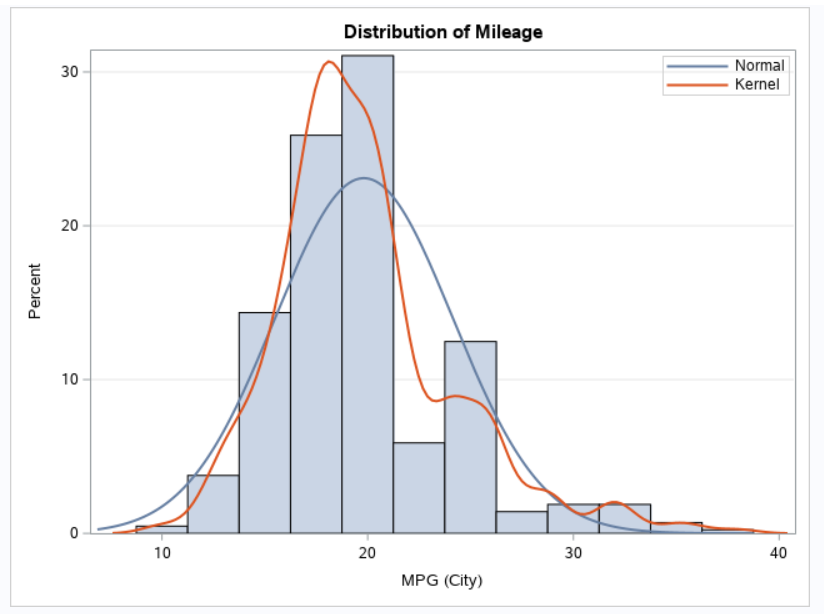 Distribution of Mileage
Normal
Kernel
30
20
10
0
Percent
10 20 30 40
MPG (City)